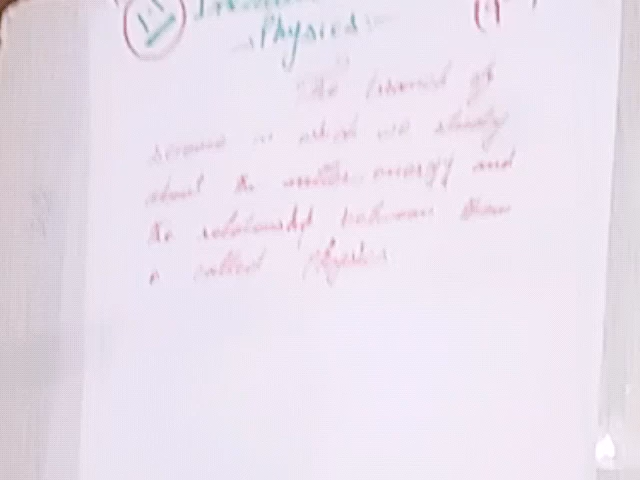 Physics
The branch of
science in which we study
about the matter, energy and
the relationship between them
is called Physics